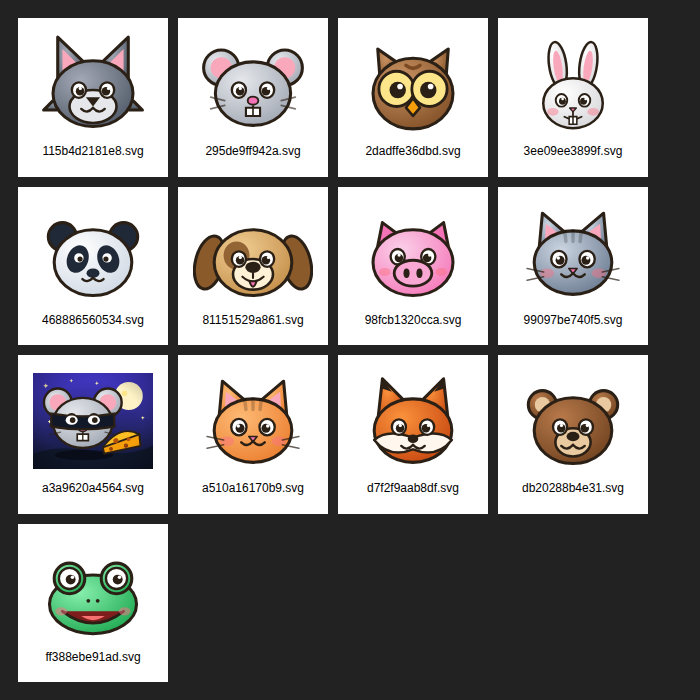 115b4d2181e8.svg
295de9ff942a.svg
2dadffe36dbd.svg
3ee09ee3899f.svg
468886560534.svg
81151529a861.svg
98fcb1320cca.svg
99097be740f5.svg
a3a9620a4564.svg
a510a16170b9.svg
d7f2f9aab8df.svg
db20288b4e31.svg
ff388ebe91ad.svg